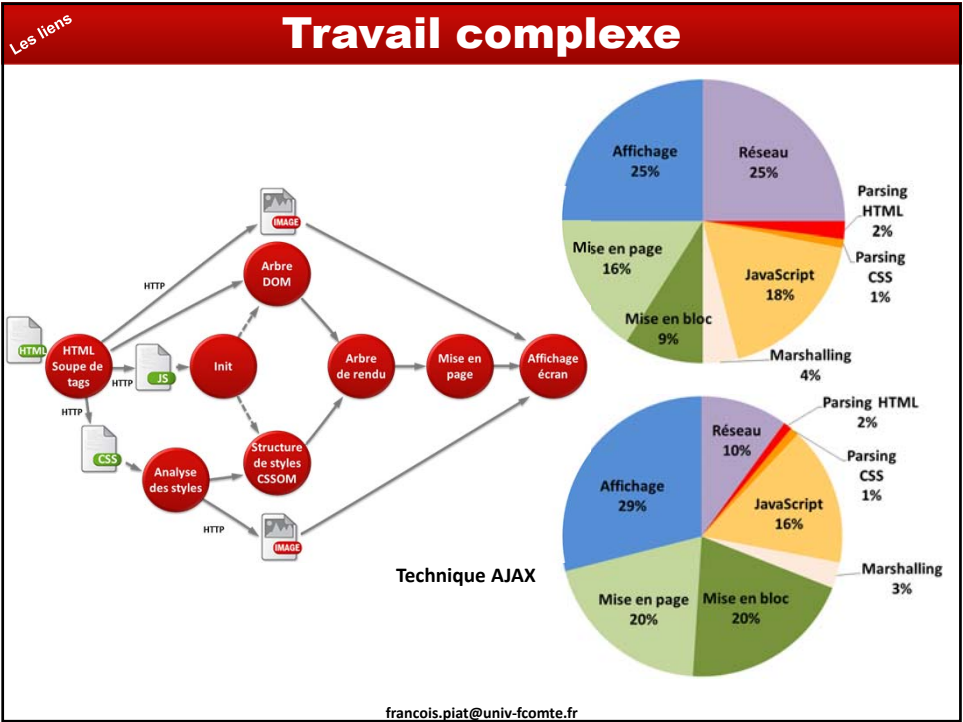 Les liens
Travail complexe
IMAGE
Arbre
DOM
HTTP
HTML
HTML
Soupe de
tags
HTTP
JS
Init
Arbre
de rendu
Mise en
page
Affichage
écran
HTTP
CSS
Analyse
des styles
Structure
de styles
CSSOM
HTTP
IMAGE
Affichage
25%
Réseau
25%
Parsing
HTML
2%
Parsing
CSS
1%
JavaScript
18%
Marshalling
4%
Mise en bloc
9%
Mise en page
16%
Technique AJAX
Réseau
10%
Parsing HTML
2%
Parsing
CSS
1%
JavaScript
16%
Marshalling
3%
Mise en bloc
20%
Mise en page
20%
Affichage
29%
francois.piat@univ-fcomte.fr